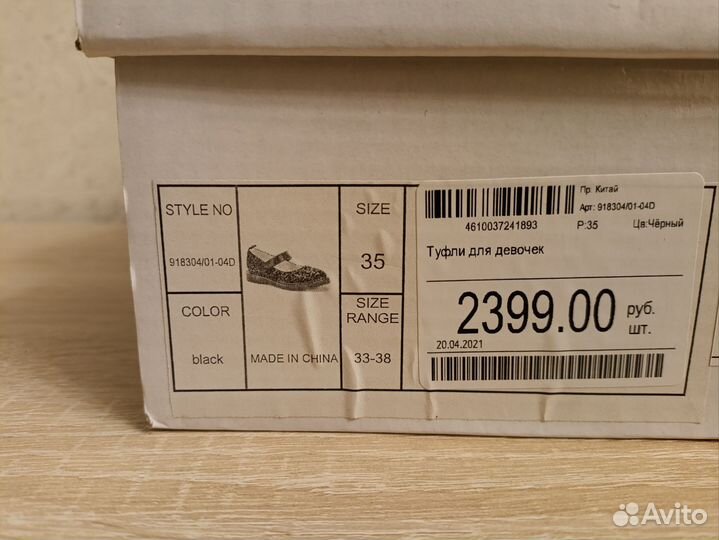 STYLE NO
918304/01-04D
COLOR
black
MADE IN CHINA
SIZE
35
SIZE
RANGE
33-38
Пр. Китай
Арт: 918304/01-04D
4610037241893
Р:35
Цв:Чёрный
Туфли для девочек
2399.00 руб.
шт.
20.04.2021
Avito